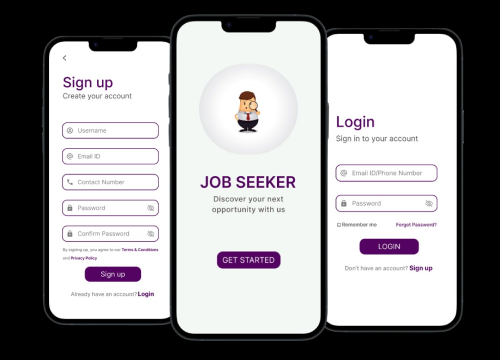 Sign up
Create your account
Username
Email ID
Contact Number
Password
Confirm Password
By signing up, you agree to our Terms & Conditions
and Privacy Policy
Sign up
Already have an account? Login
JOB SEEKER
Discover your next
opportunity with us
GET STARTED
Login
Sign in to your account
Email ID/Phone Number
Password
Remember me
Forgot Password?
LOGIN
Don't have an account? Sign up